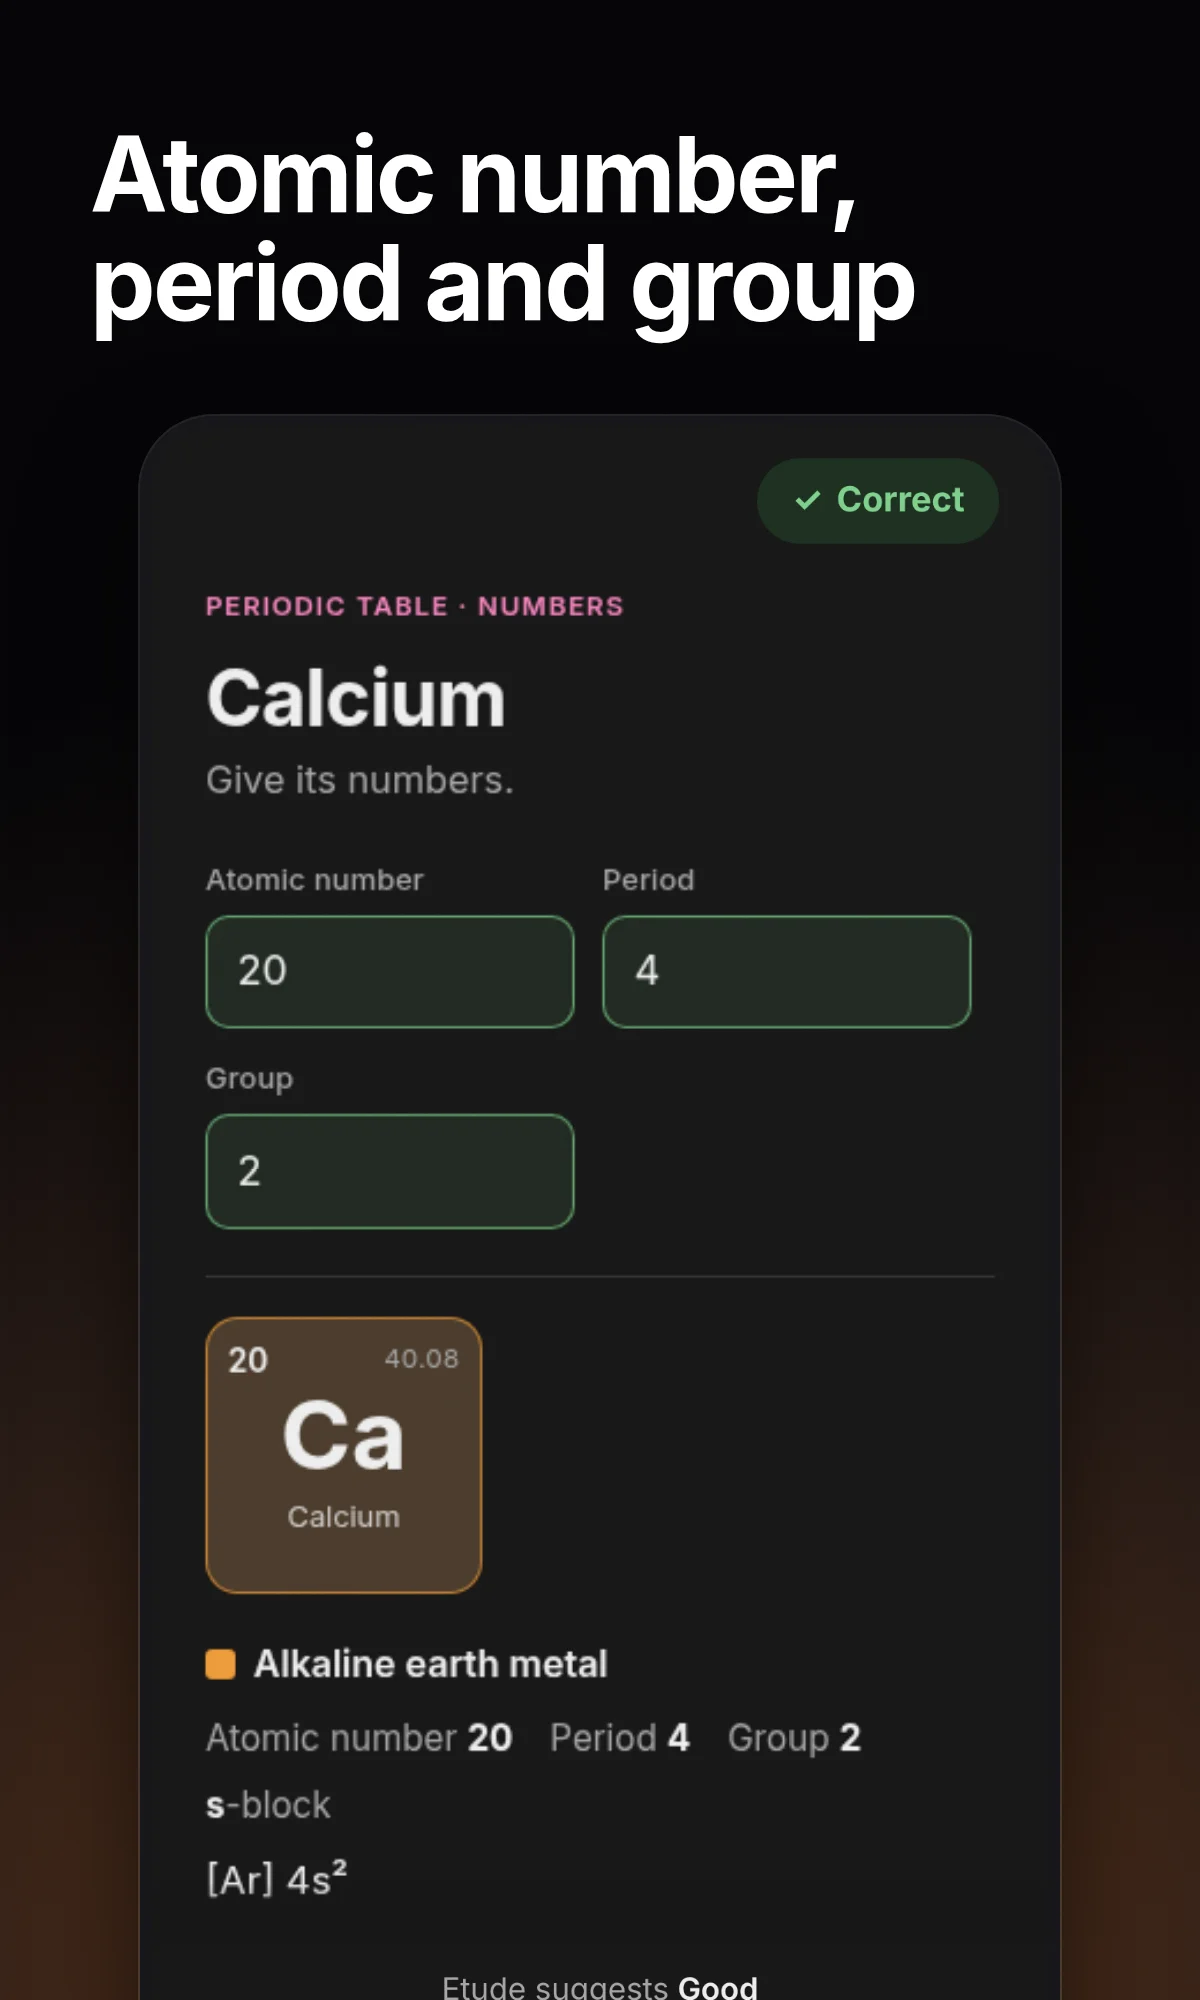 Atomic number,
period and group
✓ Correct
PERIODIC TABLE · NUMBERS
Calcium
Give its numbers.
Atomic number Period
20 4
Group
2
20 40.08
Ca
Calcium
Alkaline earth metal
Atomic number 20 Period 4 Group 2
s-block
[Ar] 4s²
Etude suggests Good